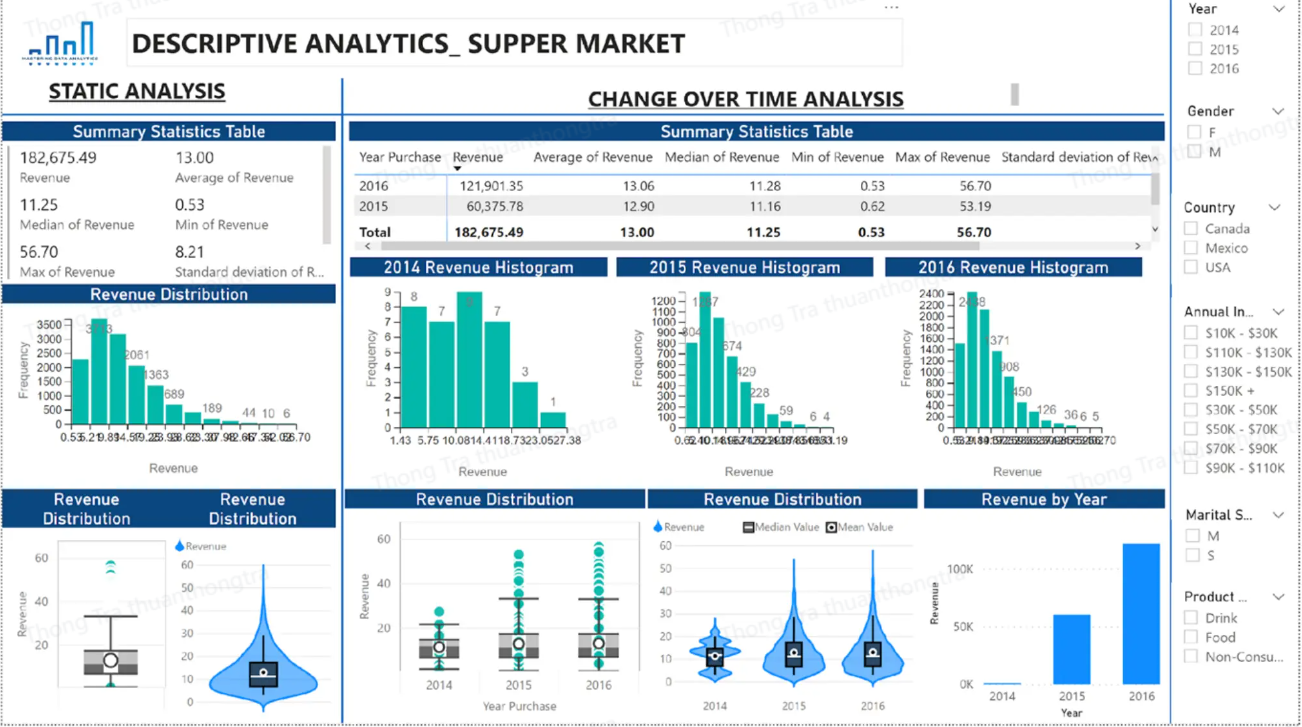 DESCRIPTIVE ANALYTICS_ SUPPER MARKET
MASTERING DATA ANALYTICS
STATIC ANALYSIS
Summary Statistics Table
182,675.49 13.00
Revenue Average of Revenue
11.25 0.53
Median of Revenue Min of Revenue
56.70 8.21
Max of Revenue Standard deviation of R...
Revenue Distribution
Frequency
3500
3000
2500
2000
1500
1000
500
0
2061
1363
689
189
44 10 6
Revenue
Revenue Distribution
Revenue
60
40
20
Revenue Distribution
Revenue
60
50
40
30
20
10
0
CHANGE OVER TIME ANALYSIS
Summary Statistics Table
Year Purchase Revenue Average of Revenue Median of Revenue Min of Revenue Max of Revenue Standard deviation of Rev
2016 121,901.35 13.06 11.28 0.53 56.70
2015 60,375.78 12.90 11.16 0.62 53.19
Total 182,675.49 13.00 11.25 0.53 56.70
2014 Revenue Histogram
Frequency
9
8
7
6
5
4
3
2
1
0
8 7 9 7 3 1
1.43 5.75 10.08
27.38
Revenue
2015 Revenue Histogram
Frequency
1200
1100
1000
900
800
700
600
500
400
300
200
100
0
674
429
228
59
6 4
Revenue
2016 Revenue Histogram
Frequency
2400
2200
2000
1800
1600
1400
1200
1000
800
600
400
200
0
908
450
126
36 6 5
Revenue
Revenue Distribution
Revenue
60
40
20
2014 2015 2016
Year Purchase
Revenue Distribution
Revenue Median Value Mean Value
60
50
40
30
20
10
0
2014 2015 2016
Revenue by Year
Revenue
100K
50K
0K
2014 2015 2016
Year
Year
2014
2015
2016
Gender
F
M
Country
Canada
Mexico
USA
Annual In...
$10K - $30K
$110K - $130K
$130K - $150K
$150K +
$30K - $50K
$50K - $70K
$70K - $90K
$90K - $110K
Marital S...
M
S
Product ...
Drink
Food
Non-Consu...
Thong Tra thuanthongtra